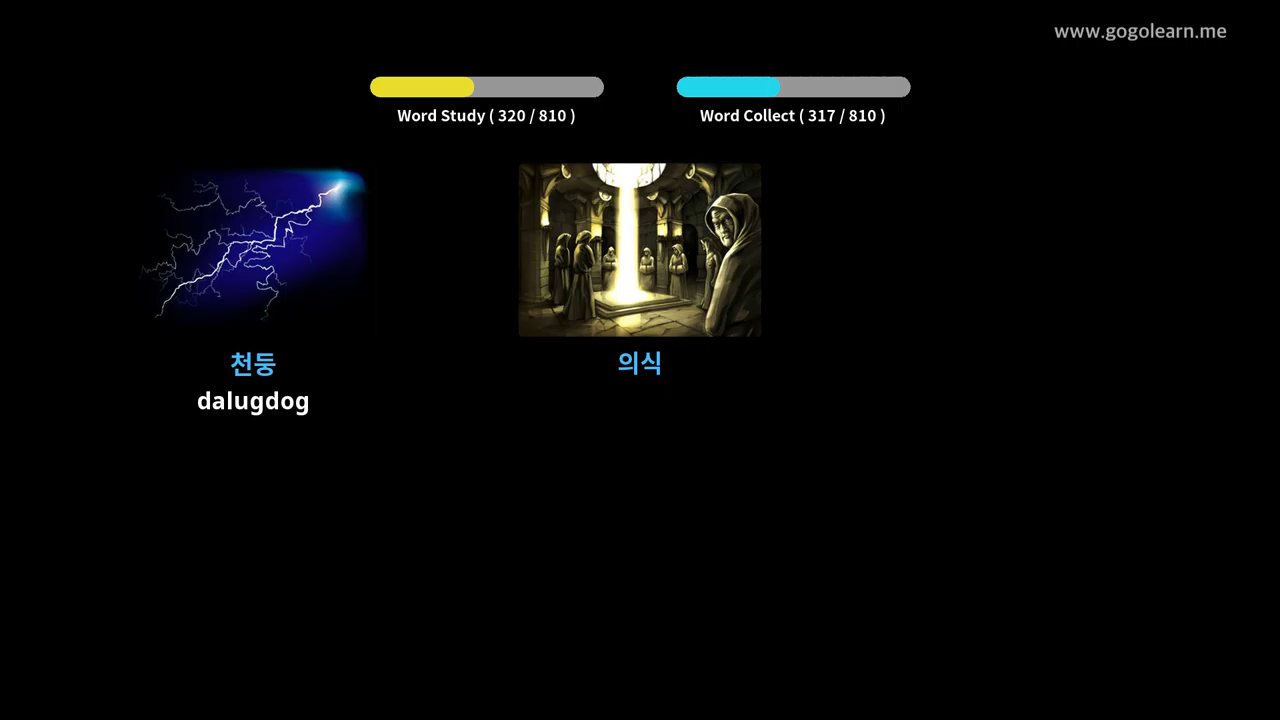 www.gogolearn.me
Word Study ( 320 / 810 )
Word Collect ( 317 / 810 )
천둥
dalugdog
의식